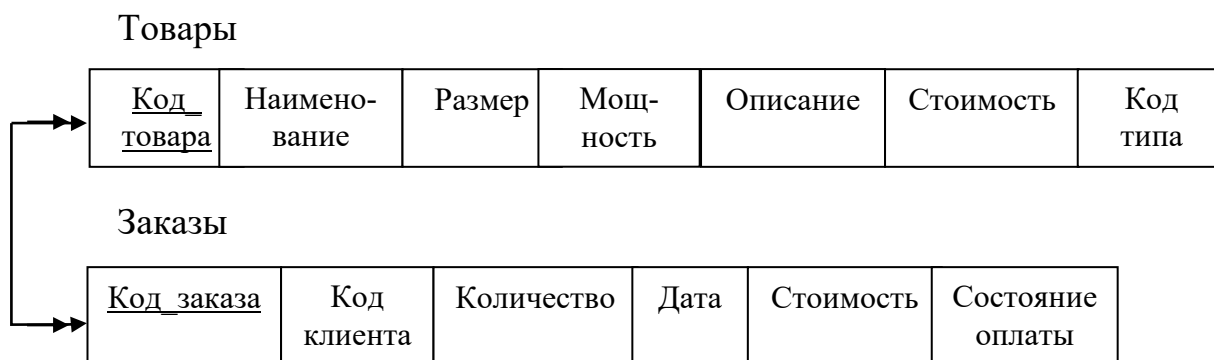 Товары
Код_ Наимено- Размер Мощ- Описание Стоимость Код
товара вание ность типа
Заказы
Код_заказа Код Количество Дата Стоимость Состояние
клиента оплаты